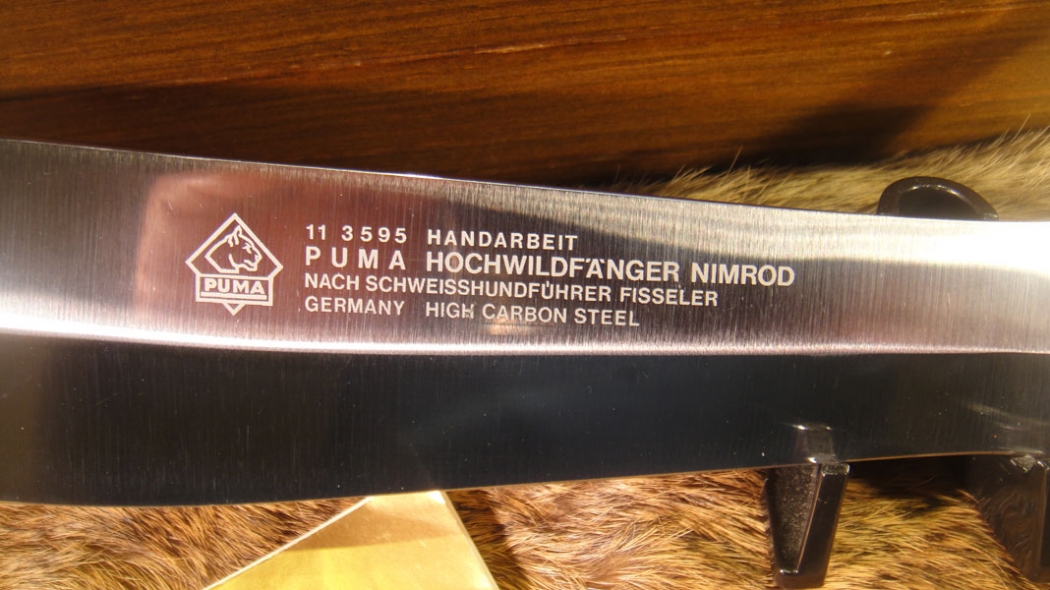 PUMA
11 3595 HANDARBEIT
PUMA HOCHWILDFÄNGER NIMROD
NACH SCHWEISSHUNDFÜHRER FISSELER
GERMANY HIGH CARBON STEEL